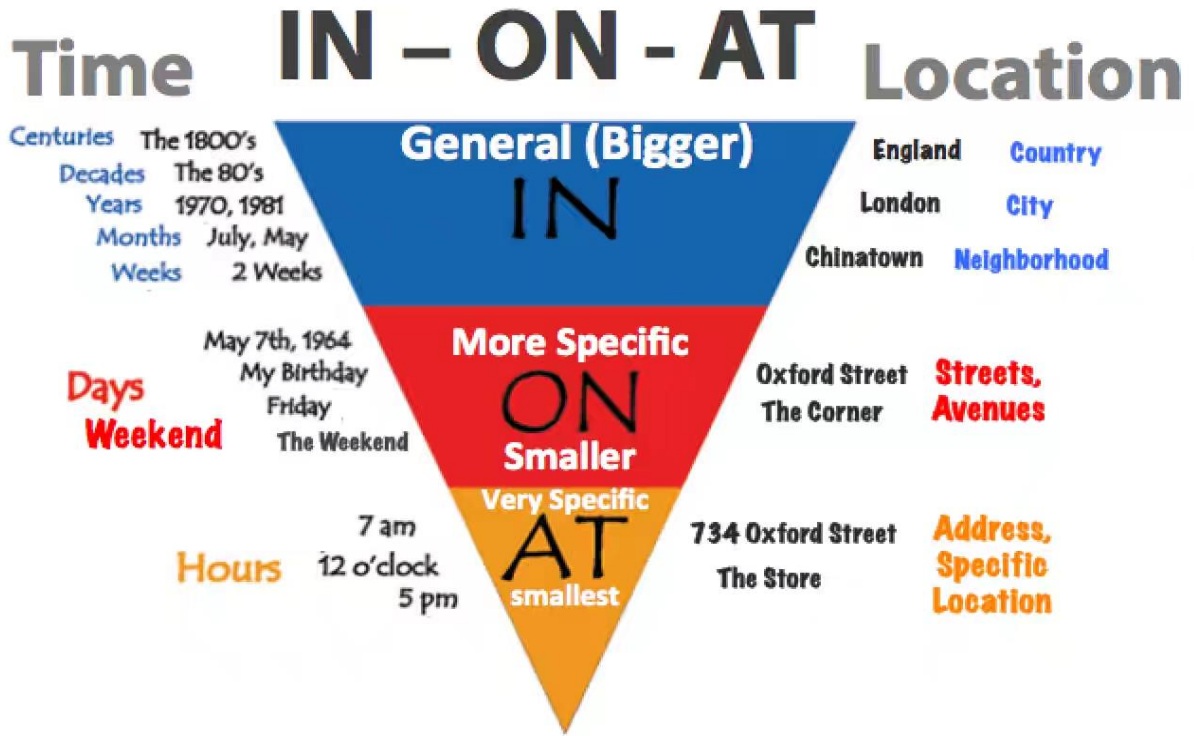 IN – ON - AT
Time
Location
Centuries The 1800's
Decades The 80's
Years 1970, 1981
Months July, May
Weeks 2 Weeks
General (Bigger)
IN
England Country
London City
Chinatown Neighborhood
May 7th, 1964
My Birthday
Days
Friday
Weekend
The Weekend
More Specific
ON
Smaller
Oxford Street
The Corner
Streets,
Avenues
7 am
Hours 12 o'clock
5 pm
Very Specific
AT
smallest
734 Oxford Street
The Store
Address,
Specific
Location